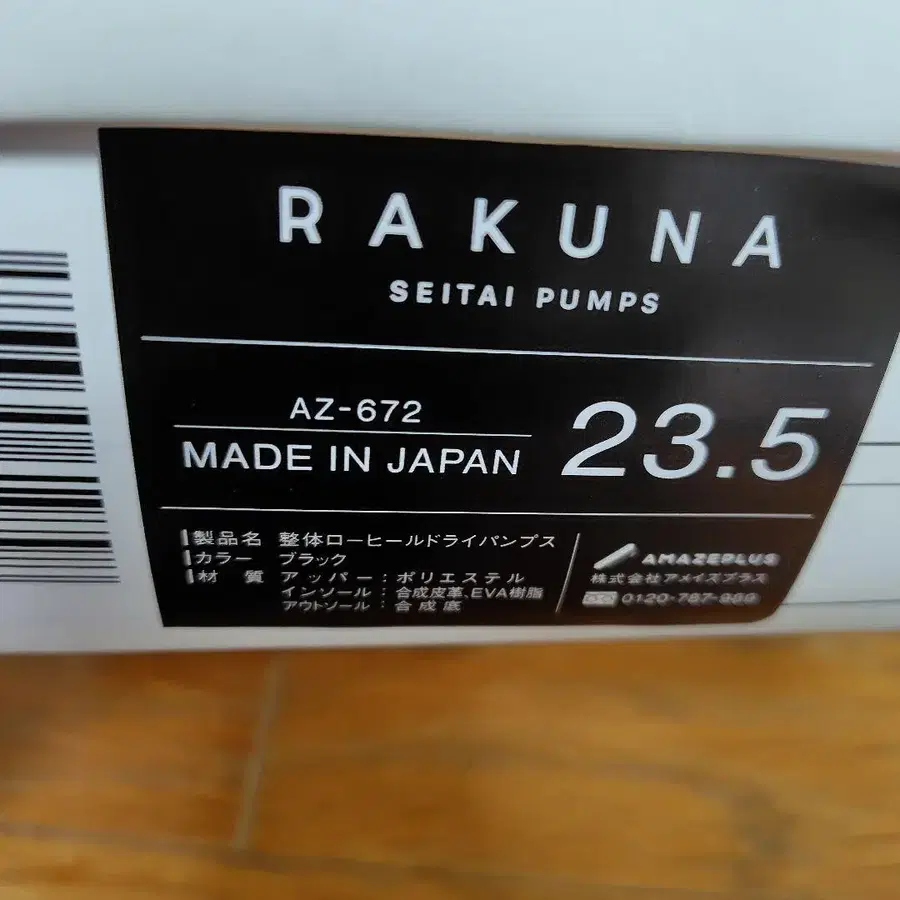 RAKUNA
SEITAI PUMPS
AZ-672
MADE IN JAPAN
23.5
製品名 整体ローヒールドライパンプス
カラー ブラック
材 質 アッパー:ポリエステル
インソール:合成皮革、EVA樹脂
アウトソール:合成底
AMAZEPLUS
株式会社アメイズプラス
0120-787-989